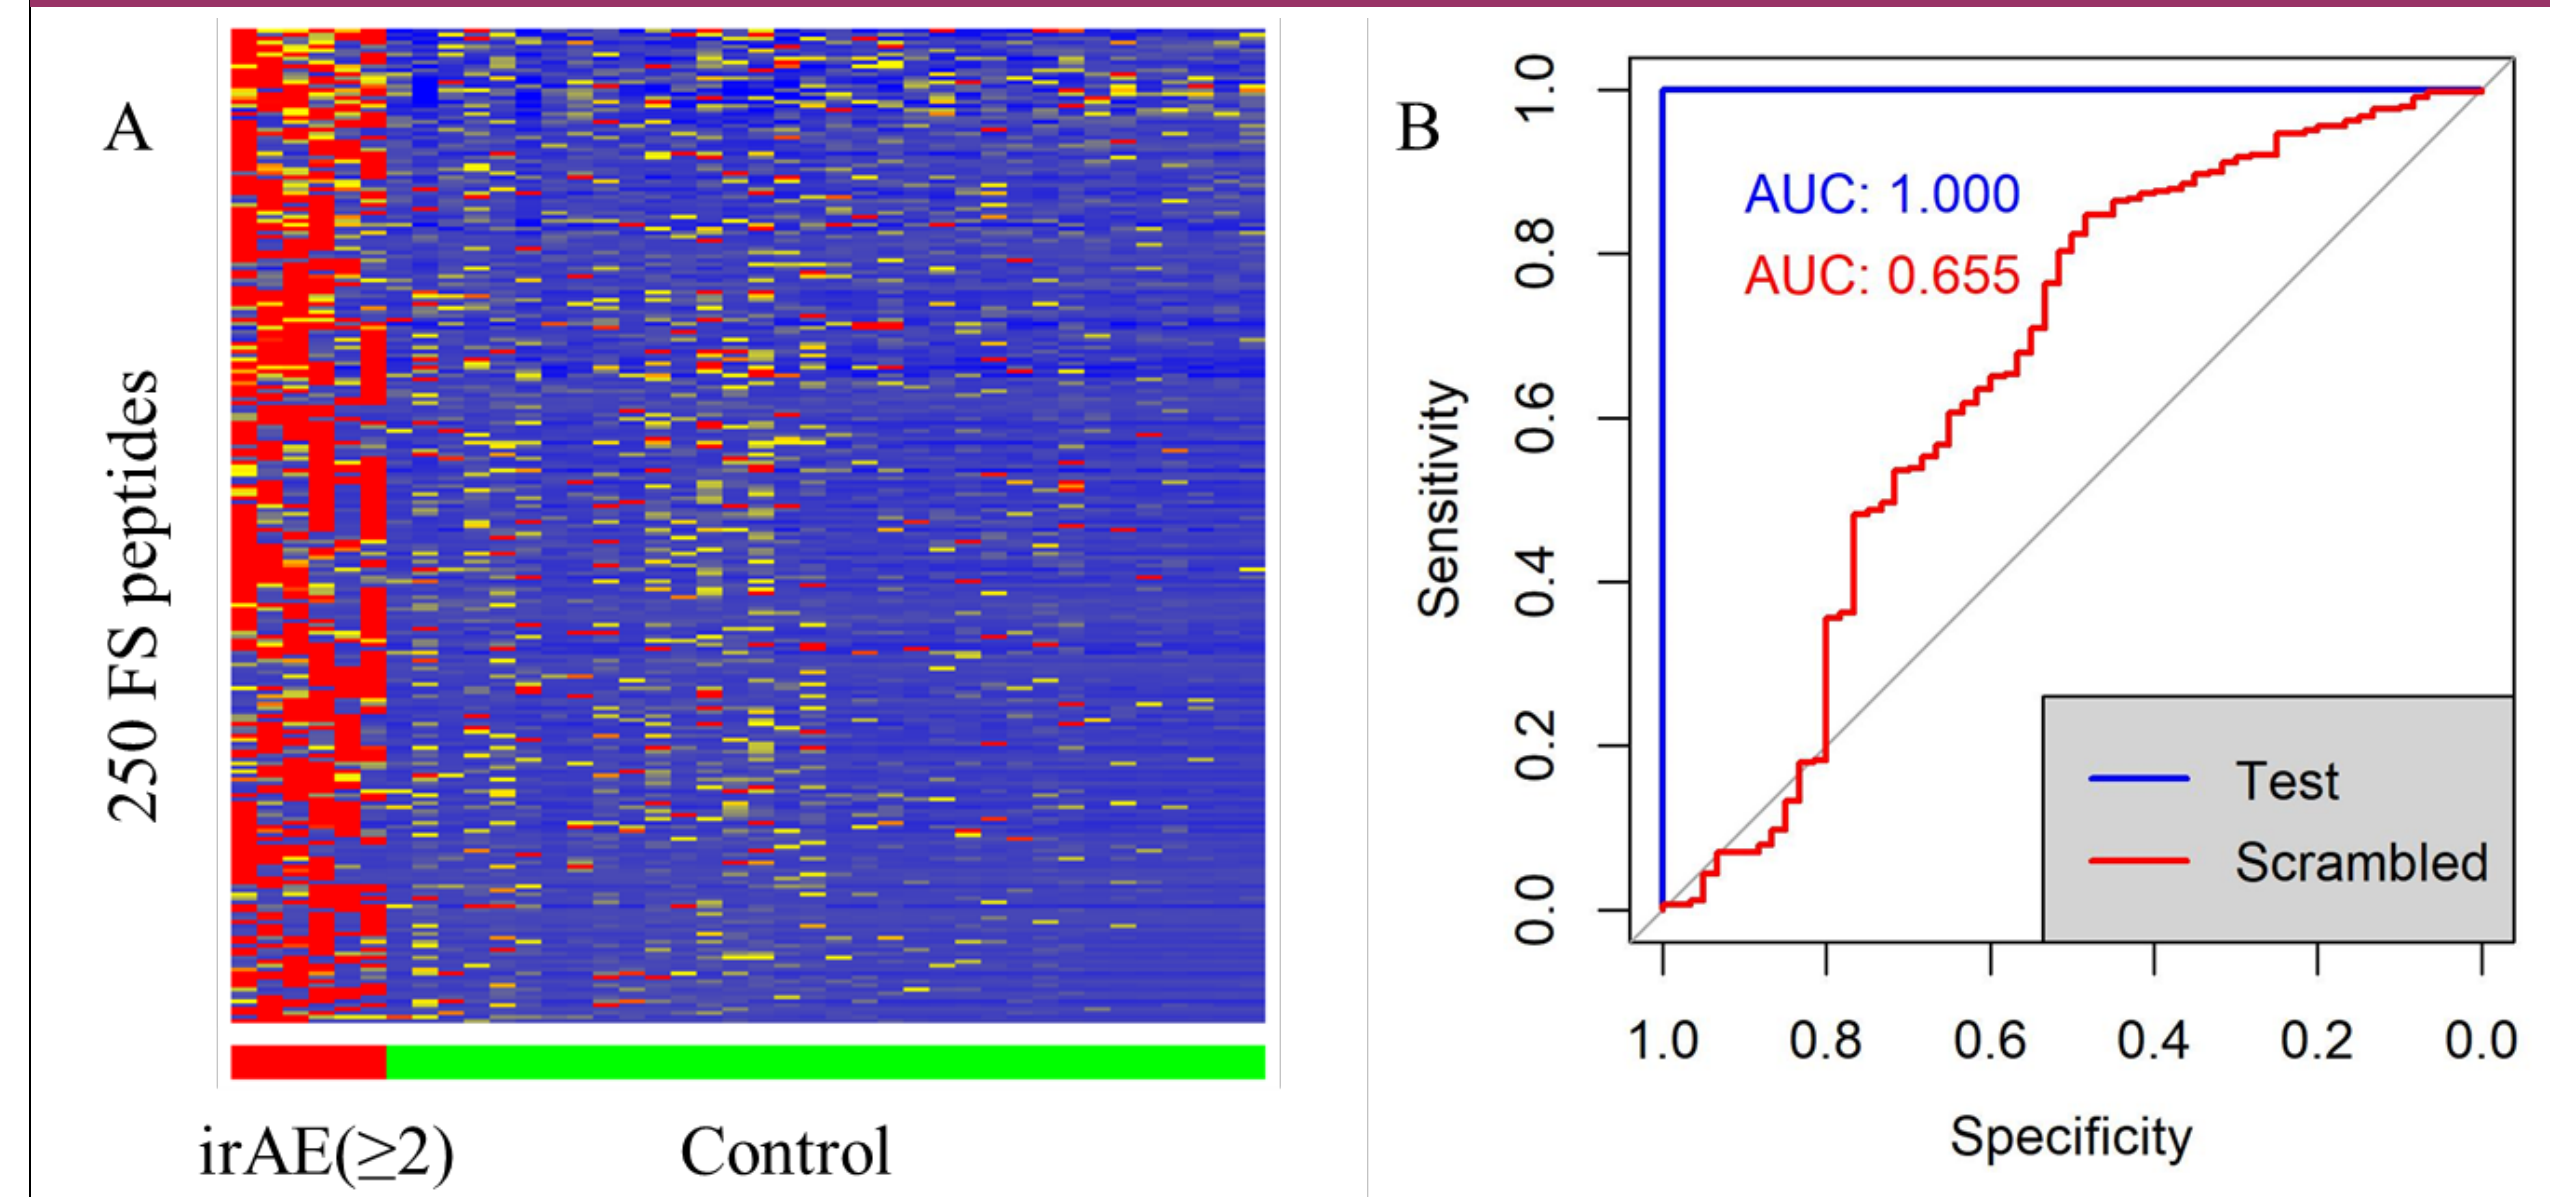 A
250 FS peptides
irAE(≥2)
Control
B
AUC: 1.000
AUC: 0.655
Sensitivity
1.0
0.8
0.6
0.4
0.2
0.0
Test
Scrambled
1.0 0.8 0.6 0.4 0.2 0.0
Specificity